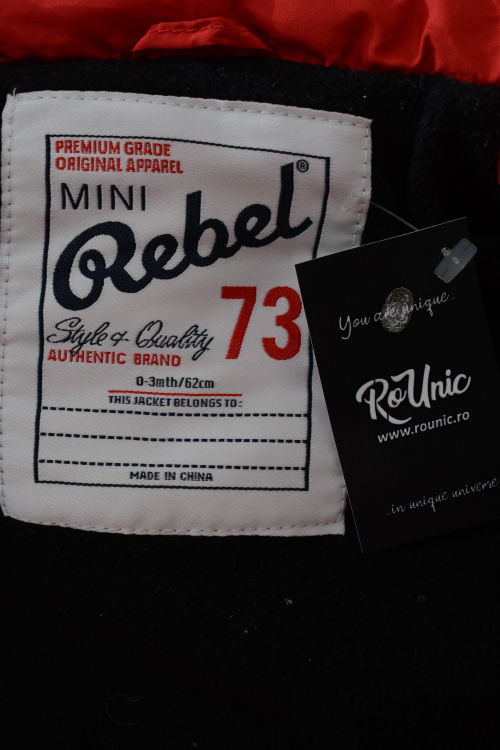 PREMIUM GRADE
ORIGINAL APPAREL
MINI
Rebel®
73
Style & Quality
AUTHENTIC BRAND
0-3mth/62cm
THIS JACKET BELONGS TO:
MADE IN CHINA
You are unique...
RoUnic
www.rounic.ro
...in unique universe